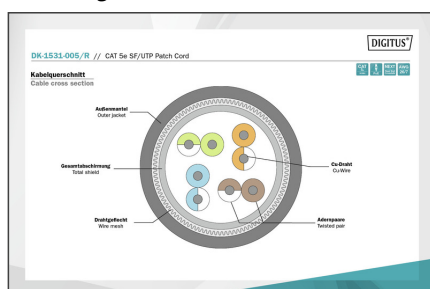 DIGITUS®
DK-1531-005/R // CAT 5e SF/UTP Patch Cord
Kabelquerschnitt
Cable cross section
Außenmantel
Outer jacket
Gesamtabschirmung
Total shield
Cu-Draht
Cu-Wire
Drahtgeflecht
Wire mesh
Adernpaare
Twisted pair